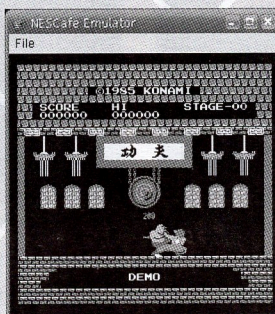 NESCafe Emulator
File
©1985 KONAMI
SCORE HI STAGE-00
000000 000000
功夫
200
DEMO